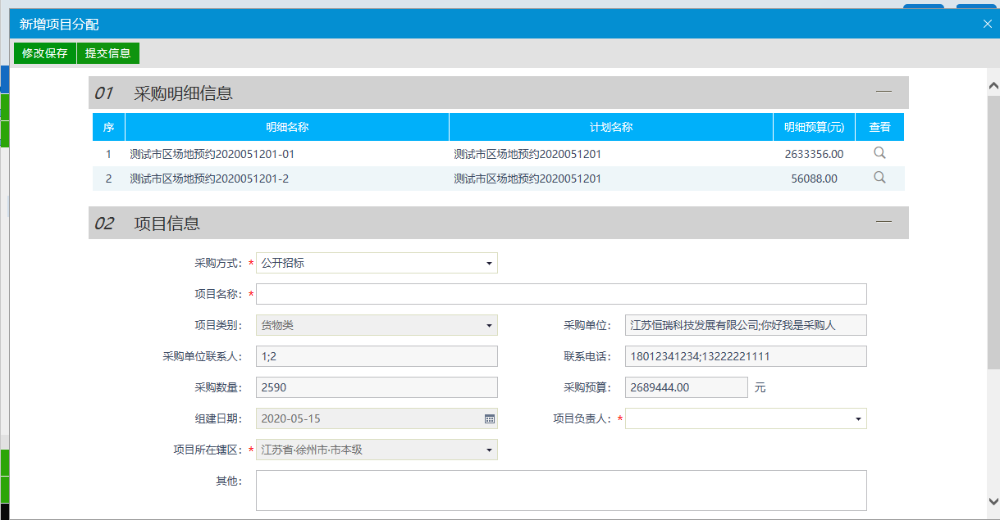 新增项目分配
修改保存 提交信息
01 采购明细信息
序 明细名称 计划名称 明细预算(元) 查看
1 测试市区场地预约2020051201-01 测试市区场地预约2020051201 2633356.00
2 测试市区场地预约2020051201-2 测试市区场地预约2020051201 56088.00
02 项目信息
采购方式: * 公开招标
项目名称: *
项目类别: 货物类 采购单位: 江苏恒瑞科技发展有限公司;你好我是采购人
采购单位联系人: 1;2 联系电话: 18012341234;13222221111
采购数量: 2590 采购预算: 2689444.00 元
组建日期: 2020-05-15 项目负责人: *
项目所在辖区: * 江苏省·徐州市·市本级
其他: